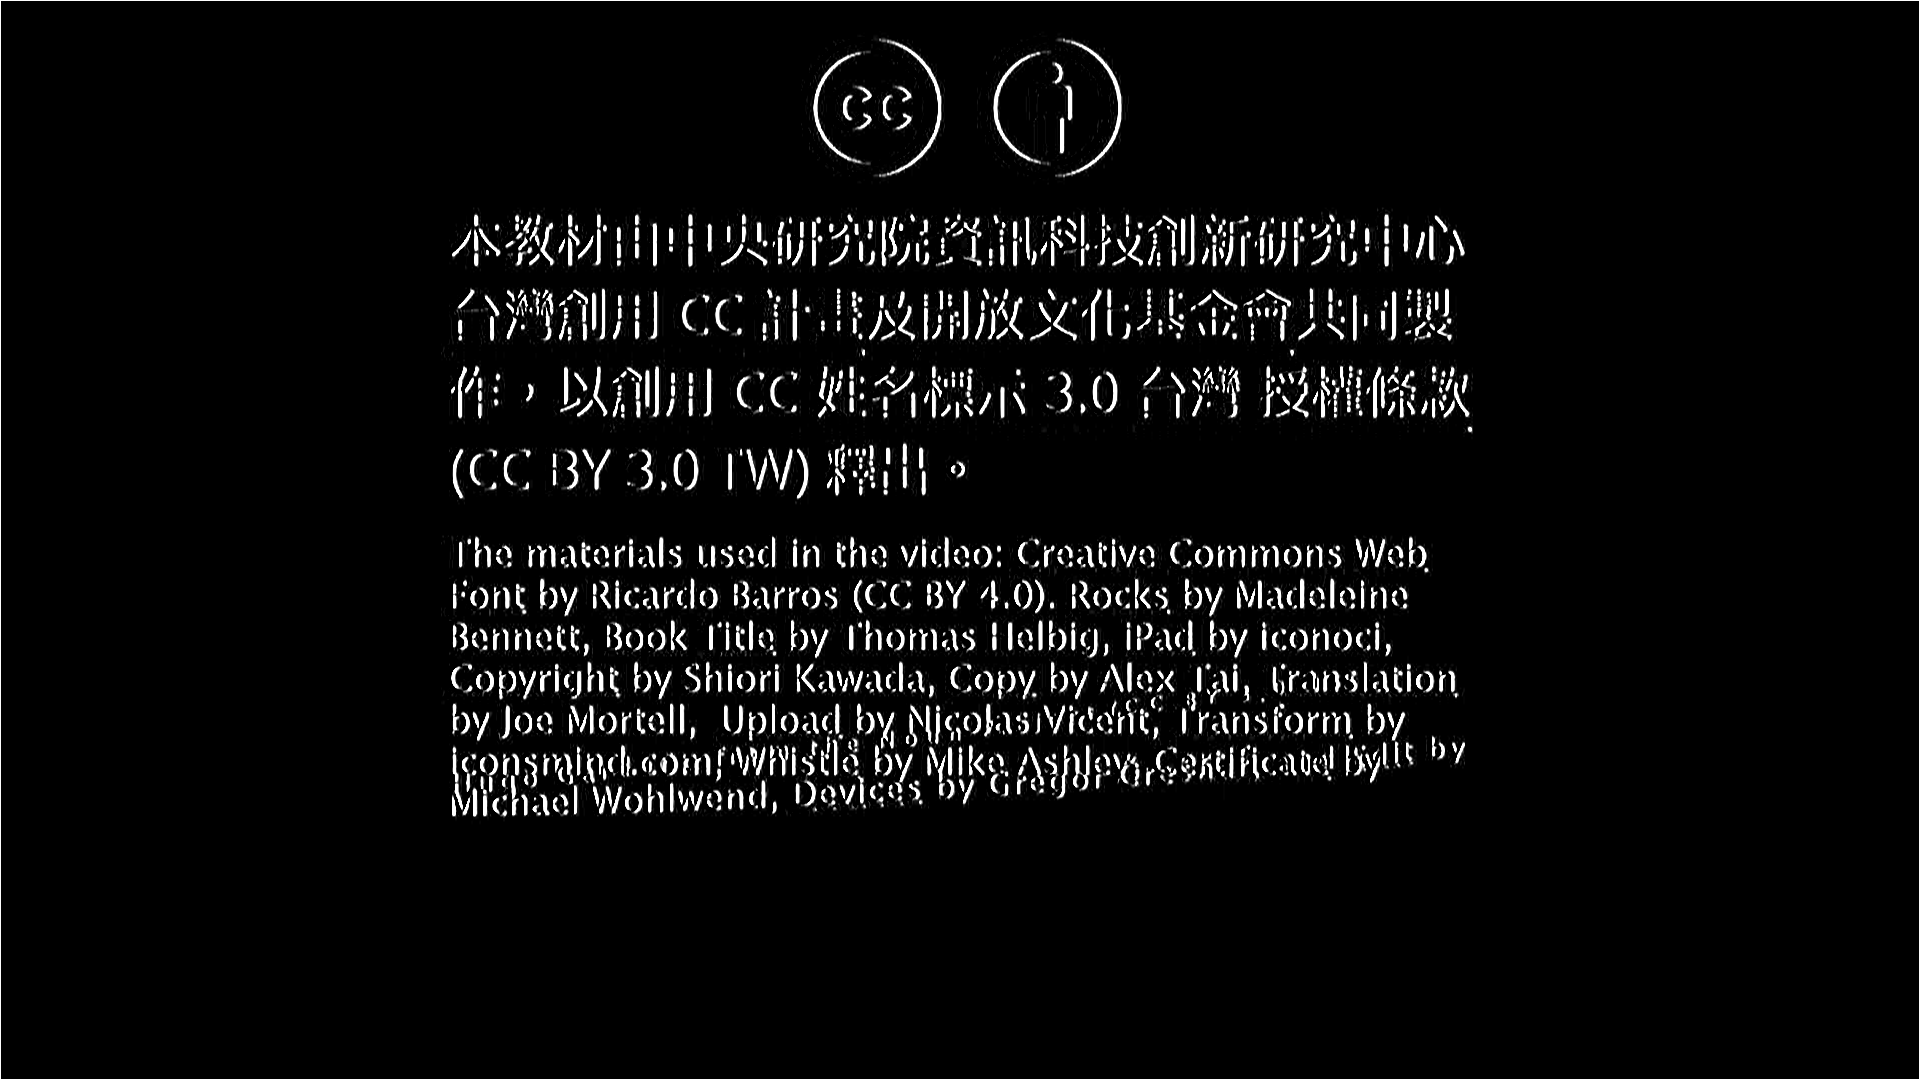 cc
本教材由中央研究院資訊科技創新研究中心
台灣創用 CC 計畫及開放文化基金會共同製
作，以創用 CC 姓名標示 3.0 台灣 授權條款
(CC BY 3.0 TW) 釋出。
The materials used in the video: Creative Commons Web
Font by Ricardo Barros (CC BY 4.0). Rocks by Madeleine
Bennett, Book Title by Thomas Helbig, iPad by iconoci,
Copyright by Shiori Kawada, Copy by Alex Tai, Translation
by Joe Mortell, Upload by Nicolas Vicent, Transform by
iconsmind.com, Whistle by Mike Ashley, Certificate by
Michael Wohlwend, Devices by Gregor